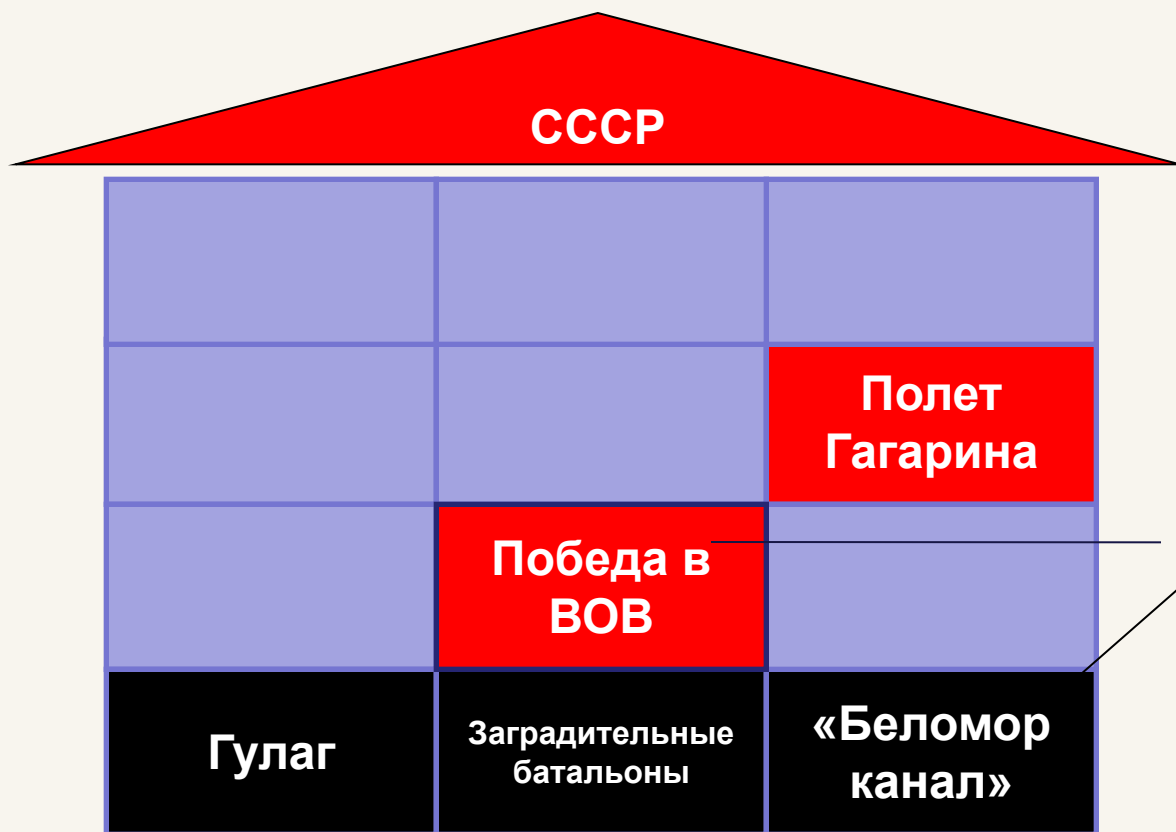 СССР
Полет
Гагарина
Победа в
ВОВ
Гулаг
Заградительные
батальоны
«Беломор
канал»